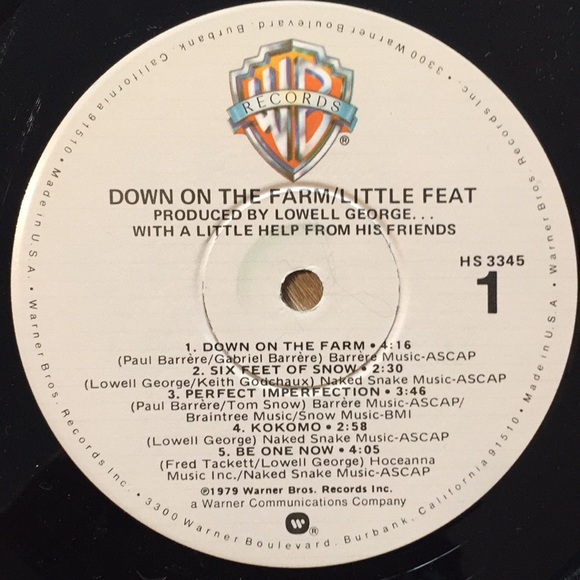 WB
RECORDS
®
DOWN ON THE FARM/LITTLE FEAT
PRODUCED BY LOWELL GEORGE...
WITH A LITTLE HELP FROM HIS FRIENDS
HS 3345
1
1. DOWN ON THE FARM • 4:16
(Paul Barrère/Gabriel Barrère) Barrère Music-ASCAP
2. SIX FEET OF SNOW • 2:30
(Lowell George/Keith Godchaux) Naked Snake Music-ASCAP
3. PERFECT IMPERFECTION • 3:46
(Paul Barrère/Tom Snow) Barrère Music-ASCAP/
Braintree Music/Snow Music-BMI
4. KOKOMO • 2:58
(Lowell George) Naked Snake Music-ASCAP
5. BE ONE NOW • 4:05
(Fred Tackett/Lowell George) Hoceanna
Music Inc./Naked Snake Music-ASCAP
℗1979 Warner Bros. Records Inc.
a Warner Communications Company
®
Warner Bros. Records Inc. • 3300 Warner Boulevard, Burbank, California 91510 • Made in U.S.A. • Warner Bros. Records Inc. • 3300 Warner Boulevard, Burbank, California 91510 • Made in U.S.A. •